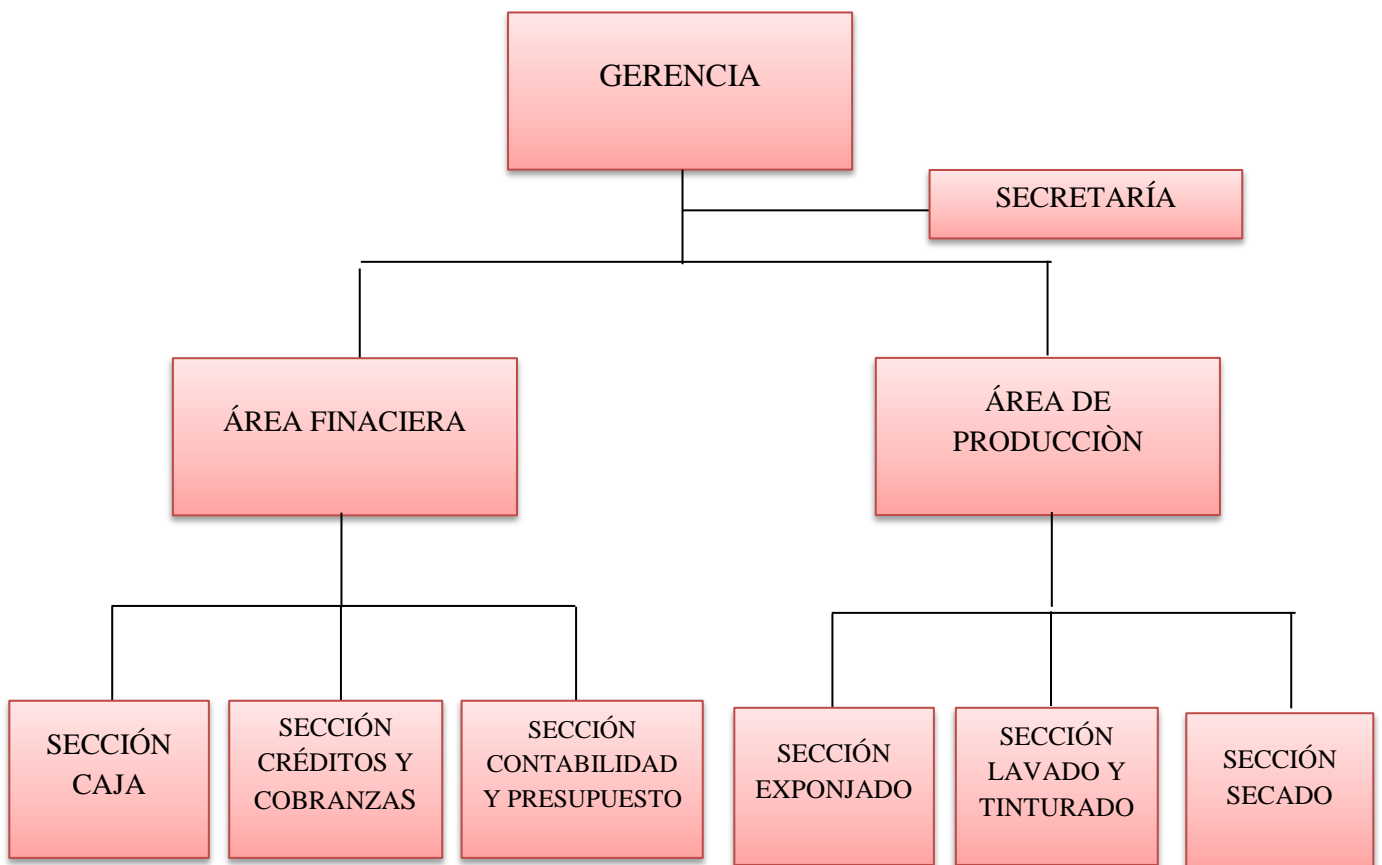 GERENCIA
SECRETARÍA
ÁREA FINACIERA
ÁREA DE
PRODUCCIÒN
SECCIÓN
CAJA
SECCIÓN
CRÉDITOS Y
COBRANZAS
SECCIÓN
CONTABILIDAD
Y PRESUPUESTO
SECCIÓN
EXPONJADO
SECCIÓN
LAVADO Y
TINTURADO
SECCIÓN
SECADO